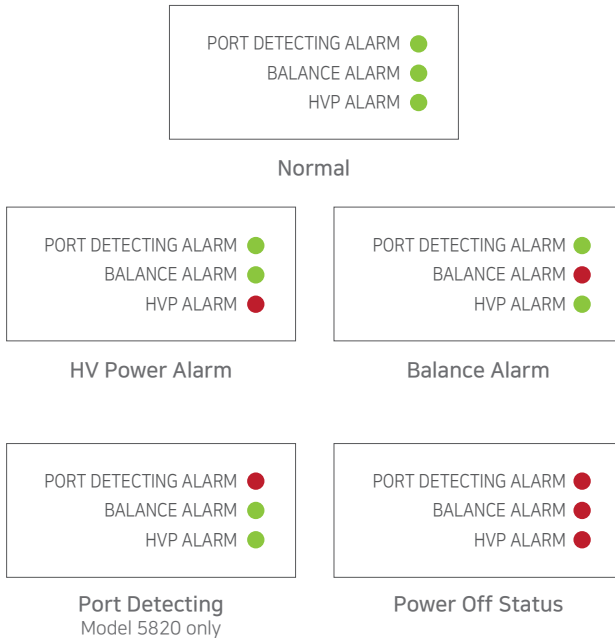 PORT DETECTING ALARM
BALANCE ALARM
HVP ALARM
Normal
PORT DETECTING ALARM
BALANCE ALARM
HVP ALARM
HV Power Alarm
PORT DETECTING ALARM
BALANCE ALARM
HVP ALARM
Balance Alarm
PORT DETECTING ALARM
BALANCE ALARM
HVP ALARM
Port Detecting
Model 5820 only
PORT DETECTING ALARM
BALANCE ALARM
HVP ALARM
Power Off Status